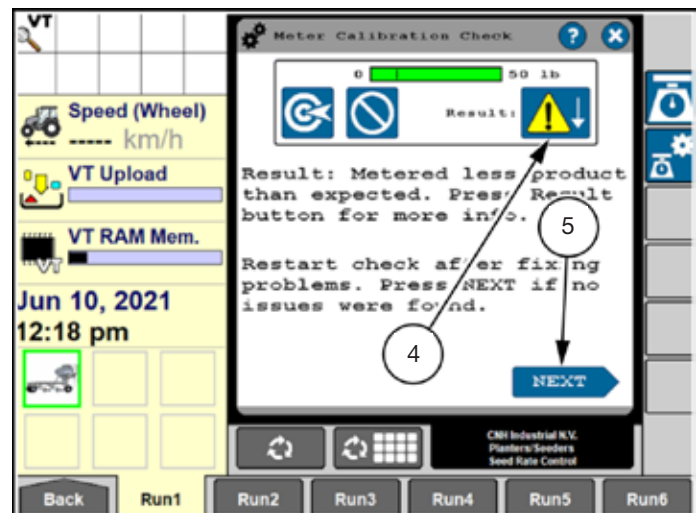 VT
Meter Calibration Check
?
0 50 lb
Speed (Wheel)
----- km/h
Result:
VT Upload
Result: Metered less product
than expected. Press Result
button for more info.
5
VT RAM Mem.
VT
Restart check after fixing
problems. Press NEXT if no
issues were found.
Jun 10, 2021
12:18 pm
4
NEXT
CNH Industrial N.V.
Planters/Seeders
Seed Rate Control
Back Run1 Run2 Run3 Run4 Run5 Run6